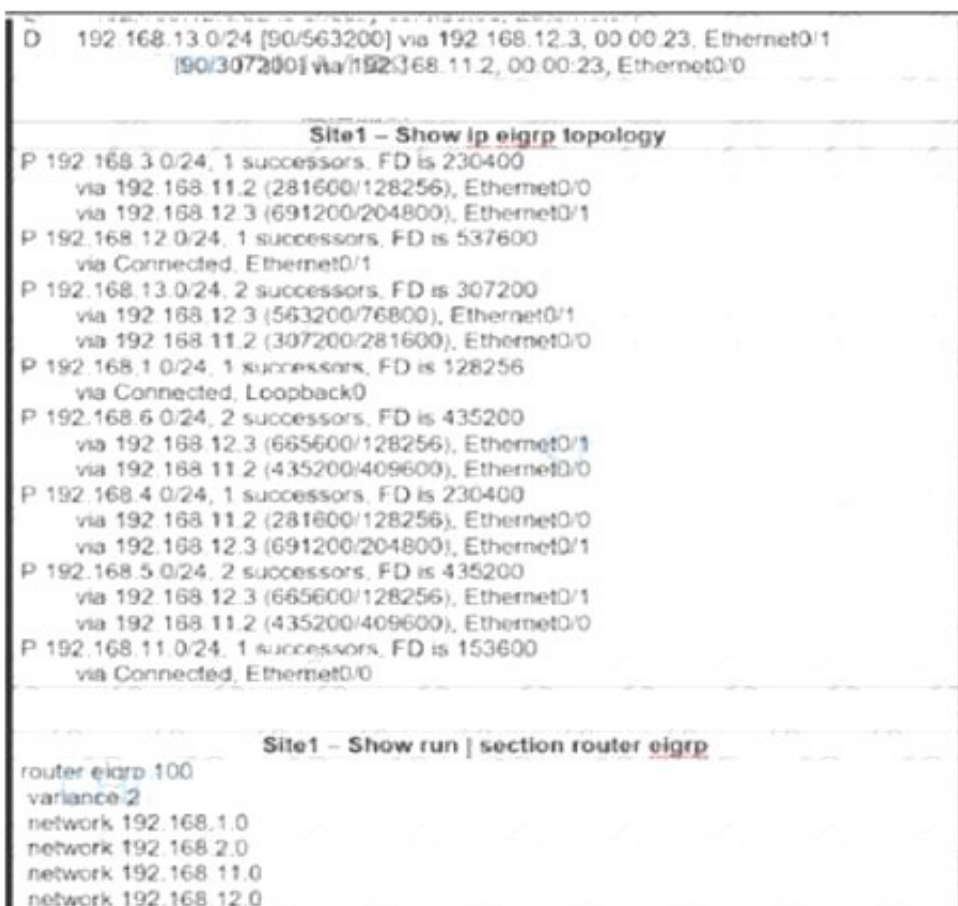 D 192.168.13.0/24 [90/563200] via 192.168.12.3, 00:00:23, Ethernet0/1
[90/307200] via 192.168.11.2, 00:00:23, Ethernet0/0
Site1 – Show ip eigrp topology
P 192.168.3.0/24, 1 successors, FD is 230400
via 192.168.11.2 (281600/128256), Ethernet0/0
via 192.168.12.3 (691200/204800), Ethernet0/1
P 192.168.12.0/24, 1 successors, FD is 537600
via Connected, Ethernet0/1
P 192.168.13.0/24, 2 successors, FD is 307200
via 192.168.12.3 (563200/76800), Ethernet0/1
via 192.168.11.2 (307200/281600), Ethernet0/0
P 192.168.1.0/24, 1 successors, FD is 128256
via Connected, Loopback0
P 192.168.6.0/24, 2 successors, FD is 435200
via 192.168.12.3 (665600/128256), Ethernet0/1
via 192.168.11.2 (435200/409600), Ethernet0/0
P 192.168.4.0/24, 1 successors, FD is 230400
via 192.168.11.2 (281600/128256), Ethernet0/0
via 192.168.12.3 (691200/204800), Ethernet0/1
P 192.168.5.0/24, 2 successors, FD is 435200
via 192.168.12.3 (665600/128256), Ethernet0/1
via 192.168.11.2 (435200/409600), Ethernet0/0
P 192.168.11.0/24, 1 successors, FD is 153600
via Connected, Ethernet0/0
Site1 – Show run | section router eigrp
router eigrp 100
variance 2
network 192.168.1.0
network 192.168.2.0
network 192.168.11.0
network 192.168.12.0